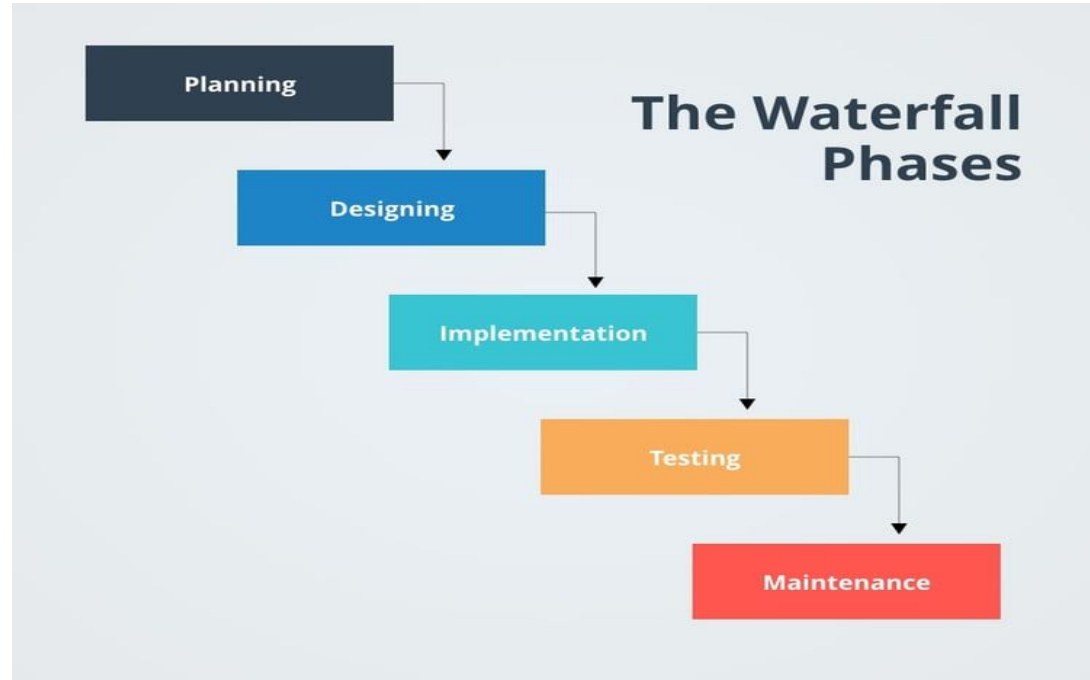 Planning
The Waterfall
Phases
Designing
Implementation
Testing
Maintenance